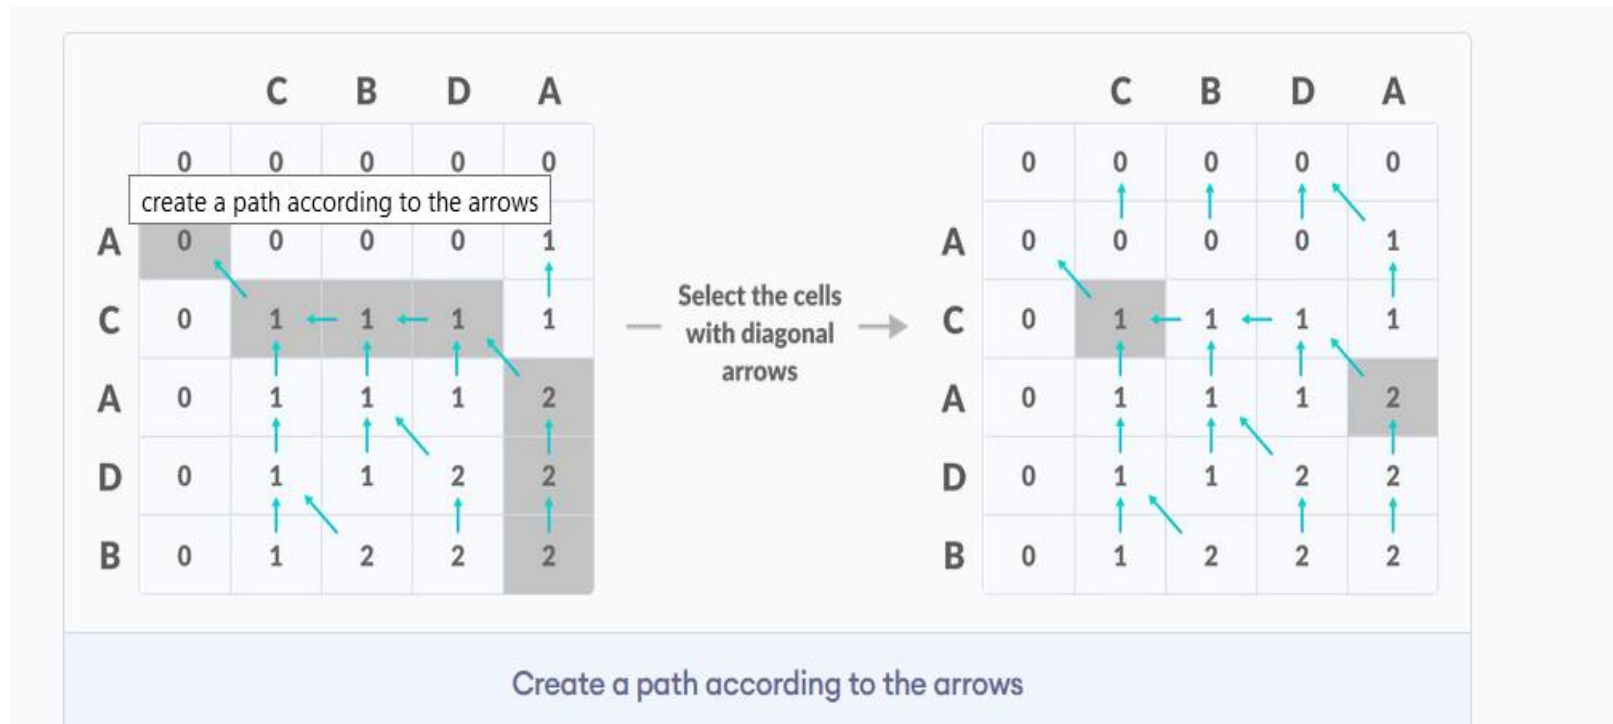 C B D A
0 0 0 0 0
create a path according to the arrows
A 0 0 0 0 1
C 0 1 1 1 1
A 0 1 1 1 2
D 0 1 1 2 2
B 0 1 2 2 2
Select the cells
with diagonal
arrows
C B D A
0 0 0 0 0
A 0 0 0 0 1
C 0 1 1 1 1
A 0 1 1 1 2
D 0 1 1 2 2
B 0 1 2 2 2
Create a path according to the arrows